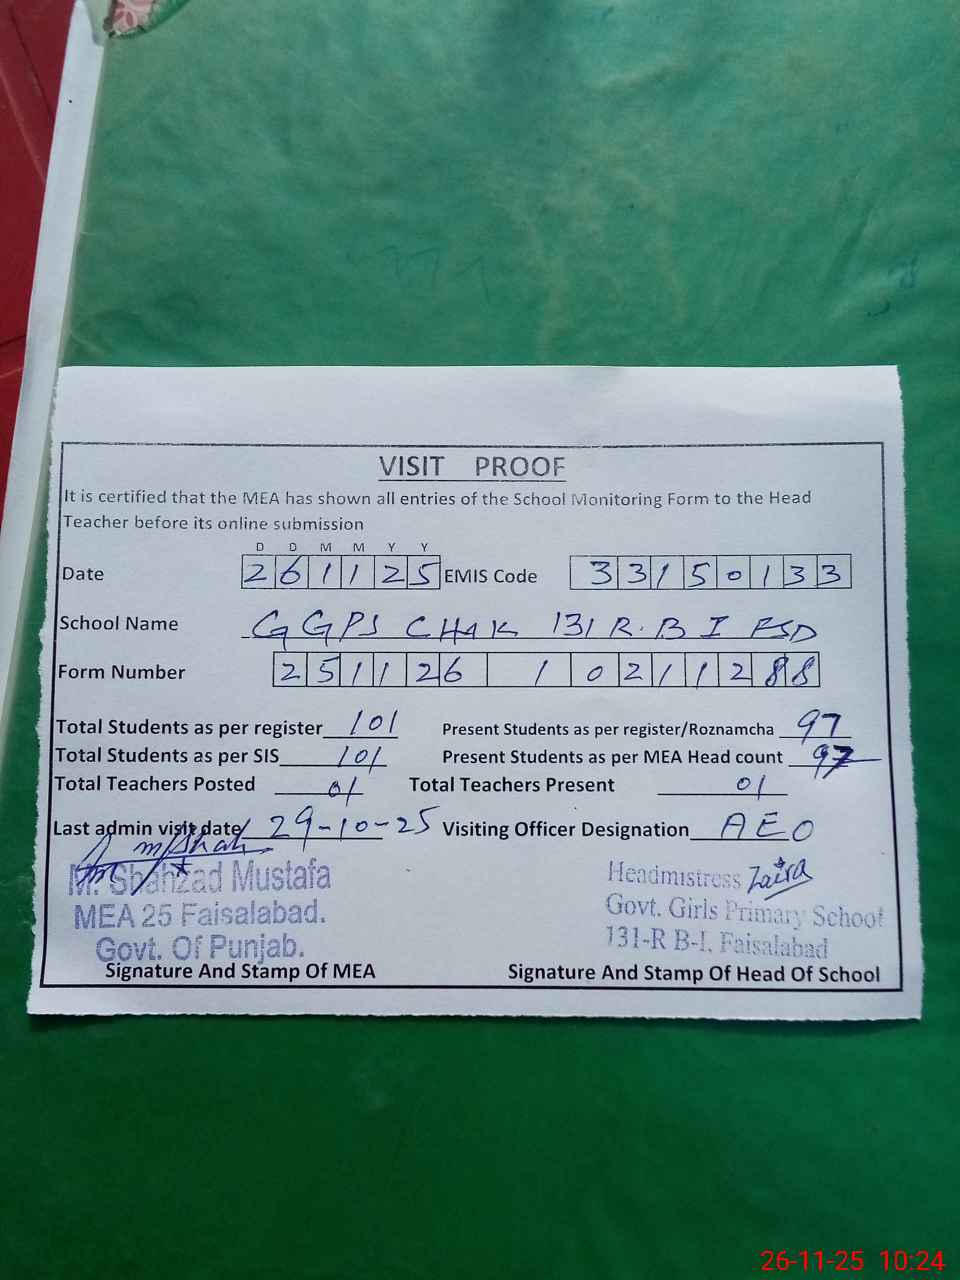 VISIT PROOF
It is certified that the MEA has shown all entries of the School Monitoring Form to the Head
Teacher before its online submission
D D M M Y Y
Date 2 6 1 1 2 5 EMIS Code 3 3 1 5 0 1 3 3
School Name G GPS CHAK 131 R.B I FSD
Form Number 2 5 1 1 2 6 1 0 2 1 1 2 8 8
Total Students as per register 101 Present Students as per register/Roznamcha 97
Total Students as per SIS 101 Present Students as per MEA Head count 97
Total Teachers Posted 01 Total Teachers Present 01
Last admin visit date 29-10-25 Visiting Officer Designation AEO
M. Shahzad Mustafa
MEA 25 Faisalabad.
Govt. Of Punjab.
Signature And Stamp Of MEA
Headmistress Zaira
Govt. Girls Primary School
131-R B-I, Faisalabad
Signature And Stamp Of Head Of School
26-11-25 10:24